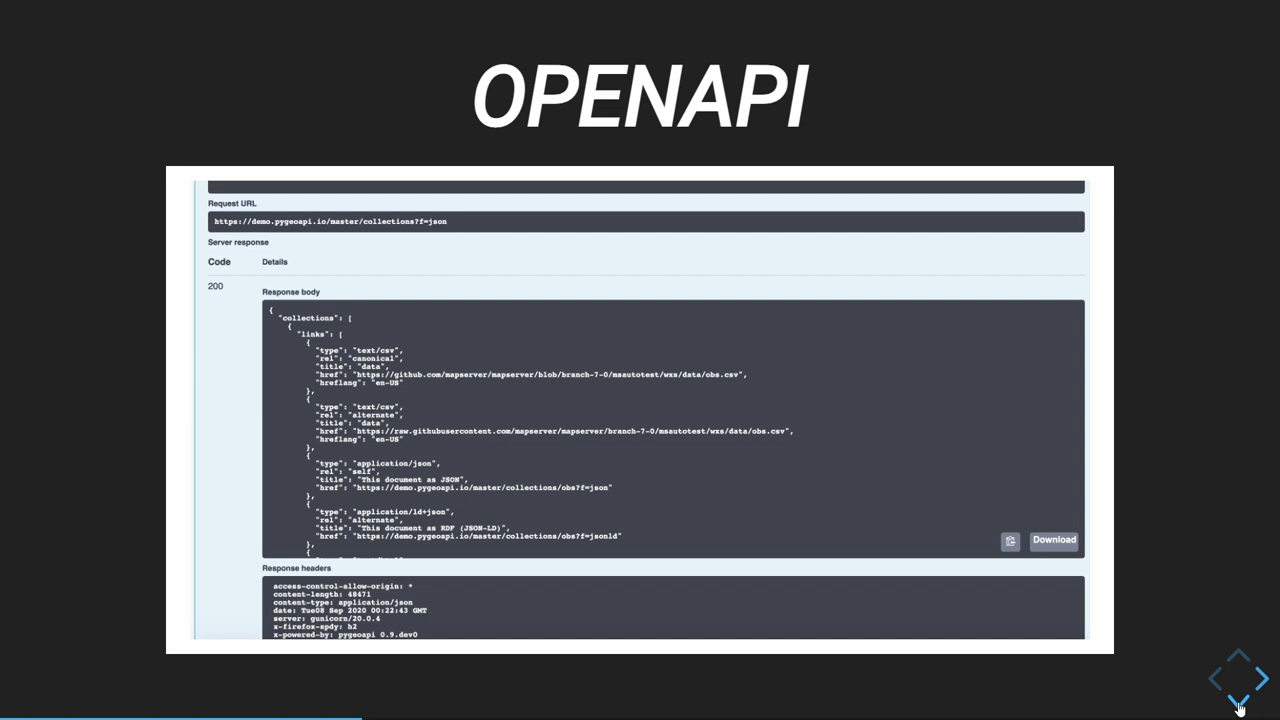 OPENAPI
Request URL
https://demo.pygeoapi.io/master/collections?f=json
Server response
Code Details
200
Response body
{
"collections": [
{
"links": [
{
"type": "text/csv",
"rel": "canonical",
"title": "data",
"href": "https://github.com/mapserver/mapserver/blob/branch-7-0/msautotest/wxs/data/obs.csv",
"hreflang": "en-US"
},
{
"type": "text/csv",
"rel": "alternate",
"title": "data",
"href": "https://raw.githubusercontent.com/mapserver/mapserver/branch-7-0/msautotest/wxs/data/obs.csv",
"hreflang": "en-US"
},
{
"type": "application/json",
"rel": "self",
"title": "This document as JSON",
"href": "https://demo.pygeoapi.io/master/collections/obs?f=json"
},
{
"type": "application/ld+json",
"rel": "alternate",
"title": "This document as RDF (JSON-LD)",
"href": "https://demo.pygeoapi.io/master/collections/obs?f=jsonld"
},
{
Download
Response headers
access-control-allow-origin: *
content-length: 48471
content-type: application/json
date: Tue08 Sep 2020 00:22:43 GMT
server: gunicorn/20.0.4
x-firefox-spdy: h2
x-powered-by: pygeoapi 0.9.dev0